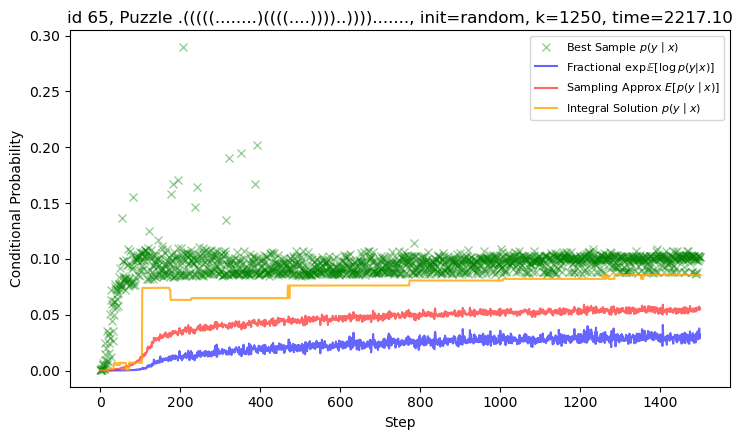 id 65, Puzzle .(((((........)((((....))))..))))......., init=random, k=1250, time=2217.10
Best Sample p(y | x)
Fractional exp𝔼[log p(y|x)]
Sampling Approx E[p(y | x)]
Integral Solution p(y | x)
Conditional Probability
0.30
0.25
0.20
0.15
0.10
0.05
0.00
0 200 400 600 800 1000 1200 1400
Step